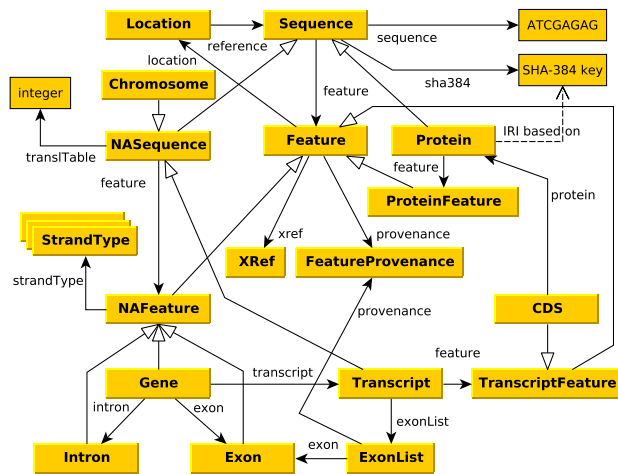 Location
Sequence
ATCGAGAG
reference
sequence
location
Chromosome
SHA-384 key
sha384
integer
feature
NASequence
Feature
Protein
IRI based on
translTable
feature
feature
ProteinFeature
protein
StrandType
xref
provenance
XRef
FeatureProvenance
strandType
NAFeature
provenance
CDS
feature
transcript
Gene
Transcript
TranscriptFeature
intron
exon
exonList
exon
Intron
Exon
ExonList